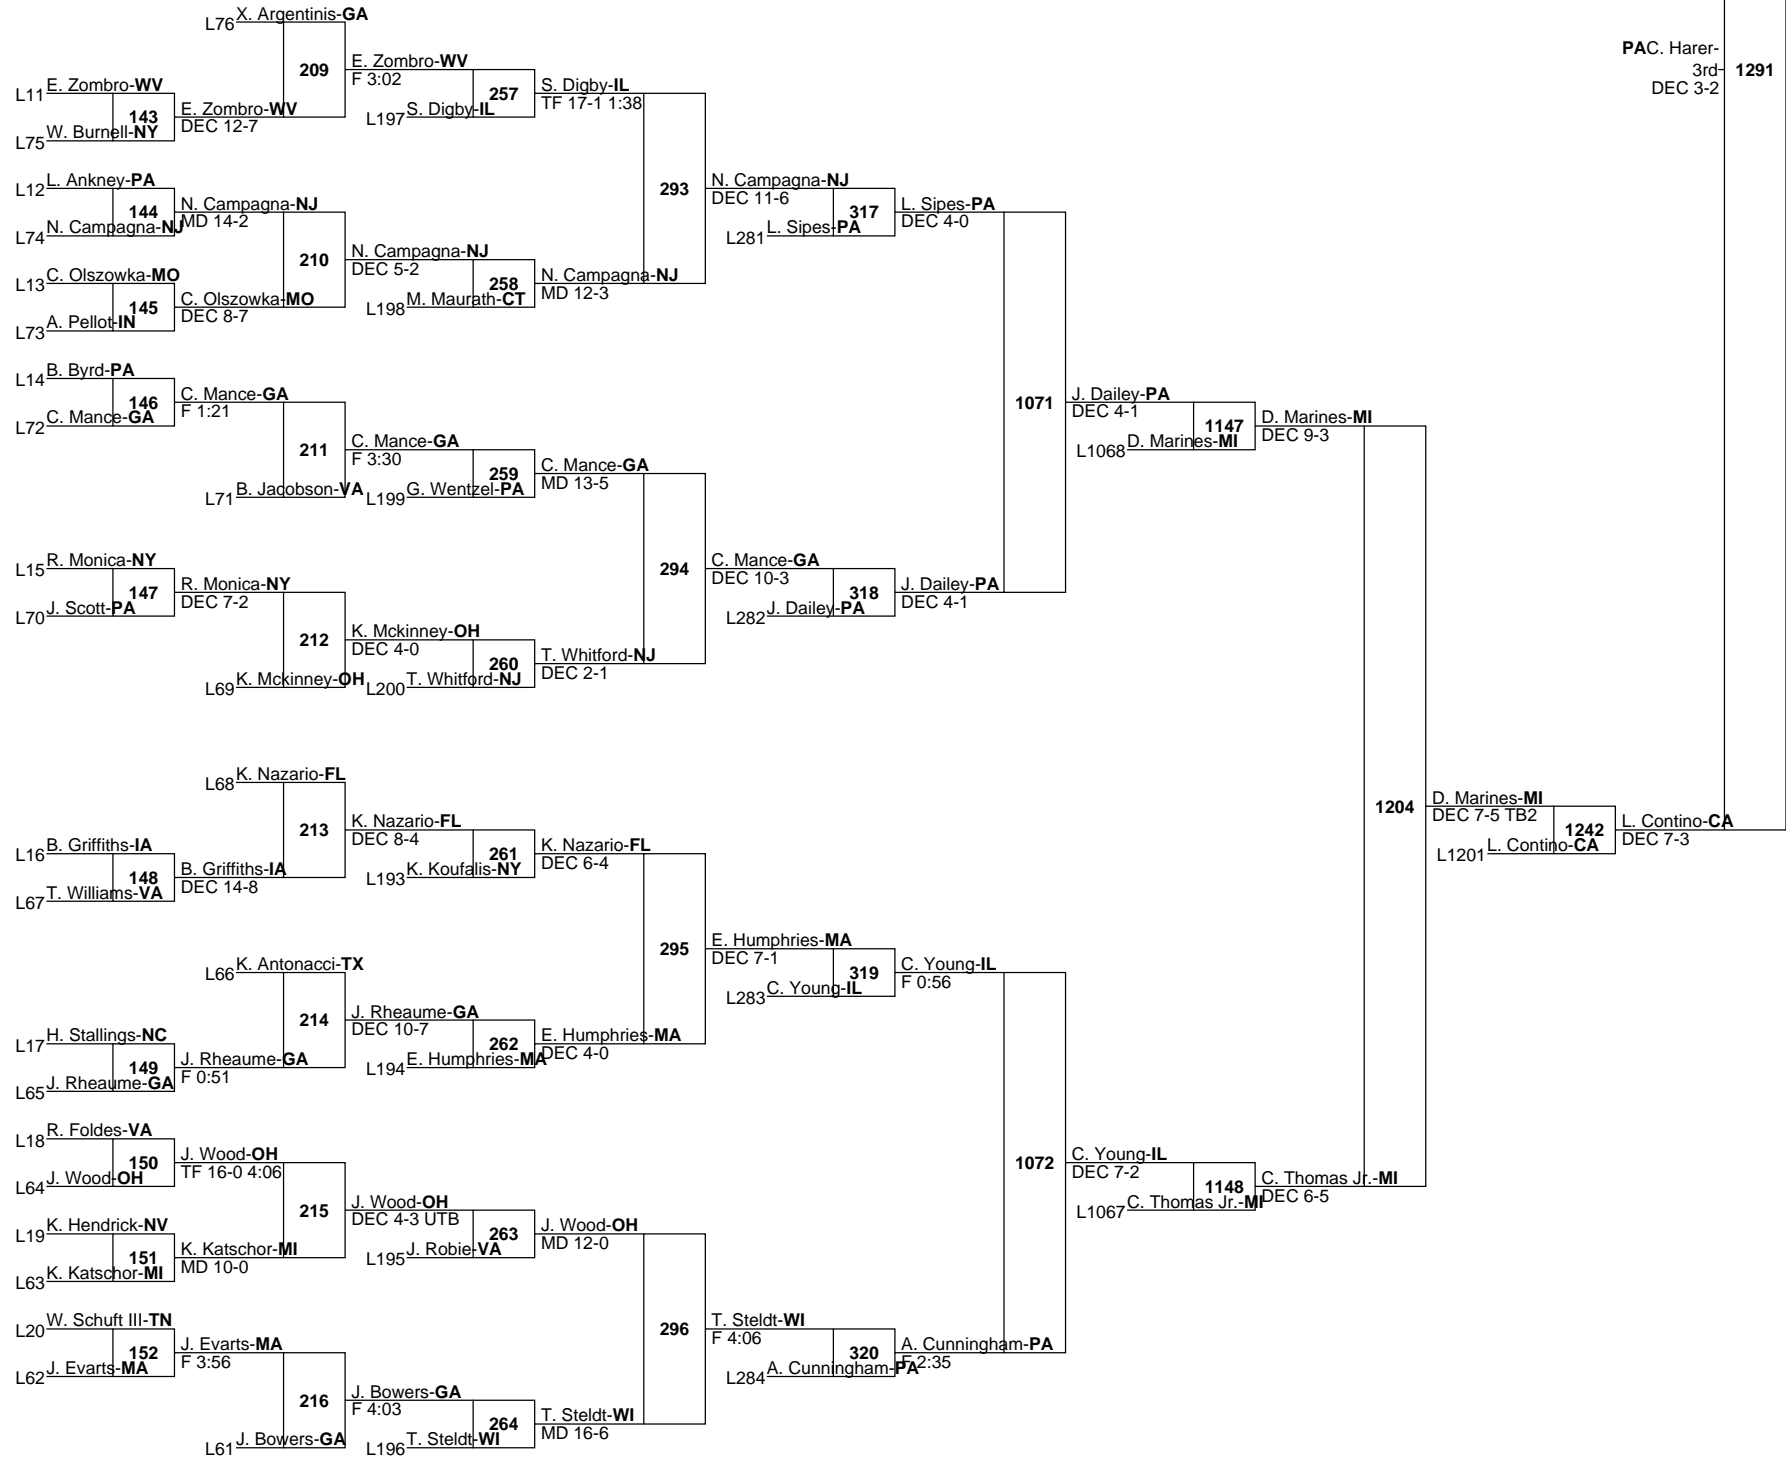 L76 X. Argentinis-GA
209
E. Zombro-WV
F 3:02
L11 E. Zombro-WV
143
E. Zombro-WV
DEC 12-7
L75 W. Burnell-NY
257
L197 S. Digby-IL
S. Digby-IL
TF 17-1 1:38
L12 L. Ankney-PA
144
L74 N. Campagna-NJ
N. Campagna-NJ
MD 14-2
210
N. Campagna-NJ
DEC 5-2
L13 C. Olszowka-MO
145
L73 A. Pellot-IN
C. Olszowka-MO
DEC 8-7
258
L198 M. Maurath-CT
N. Campagna-NJ
MD 12-3
293
N. Campagna-NJ
DEC 11-6
317
L281 L. Sipes-PA
L. Sipes-PA
DEC 4-0
L14 B. Byrd-PA
146
L72 C. Mance-GA
C. Mance-GA
F 1:21
211
L71 B. Jacobson-VA
C. Mance-GA
F 3:30
259
L199 G. Wentzel-PA
C. Mance-GA
MD 13-5
L15 R. Monica-NY
147
L70 J. Scott-PA
R. Monica-NY
DEC 7-2
212
L69 K. Mckinney-OH
K. Mckinney-OH
DEC 4-0
260
L200 T. Whitford-NJ
T. Whitford-NJ
DEC 2-1
294
C. Mance-GA
DEC 10-3
318
L282 J. Dailey-PA
J. Dailey-PA
DEC 4-1
1071
J. Dailey-PA
DEC 4-1
1147
L1068 D. Marines-MI
D. Marines-MI
DEC 9-3
L68 K. Nazario-FL
213
L16 B. Griffiths-IA
148
L67 T. Williams-VA
B. Griffiths-IA
DEC 14-8
K. Nazario-FL
DEC 8-4
261
L193 K. Koufalis-NY
K. Nazario-FL
DEC 6-4
L66 K. Antonacci-TX
214
L17 H. Stallings-NC
149
L65 J. Rheaume-GA
J. Rheaume-GA
F 0:51
J. Rheaume-GA
DEC 10-7
262
L194 E. Humphries-MA
E. Humphries-MA
DEC 4-0
295
E. Humphries-MA
DEC 7-1
319
L283 C. Young-IL
C. Young-IL
F 0:56
L18 R. Foldes-VA
150
L64 J. Wood-OH
J. Wood-OH
TF 16-0 4:06
215
L19 K. Hendrick-NV
151
L63 K. Katschor-MI
K. Katschor-MI
MD 10-0
J. Wood-OH
DEC 4-3 UTB
263
L195 J. Robie-VA
J. Wood-OH
MD 12-0
L20 W. Schuft III-TN
152
L62 J. Evarts-MA
J. Evarts-MA
F 3:56
216
L61 J. Bowers-GA
J. Bowers-GA
F 4:03
264
L196 T. Steldt-WI
T. Steldt-WI
MD 16-6
296
T. Steldt-WI
F 4:06
320
L284 A. Cunningham-PA
A. Cunningham-PA
F 2:35
1072
C. Young-IL
DEC 7-2
1148
L1067 C. Thomas Jr.-MI
C. Thomas Jr.-MI
DEC 6-5
1204
D. Marines-MI
DEC 7-5 TB2
1242
L1201 L. Contino-CA
L. Contino-CA
DEC 7-3
PAC. Harer-
3rd
DEC 3-2
1291